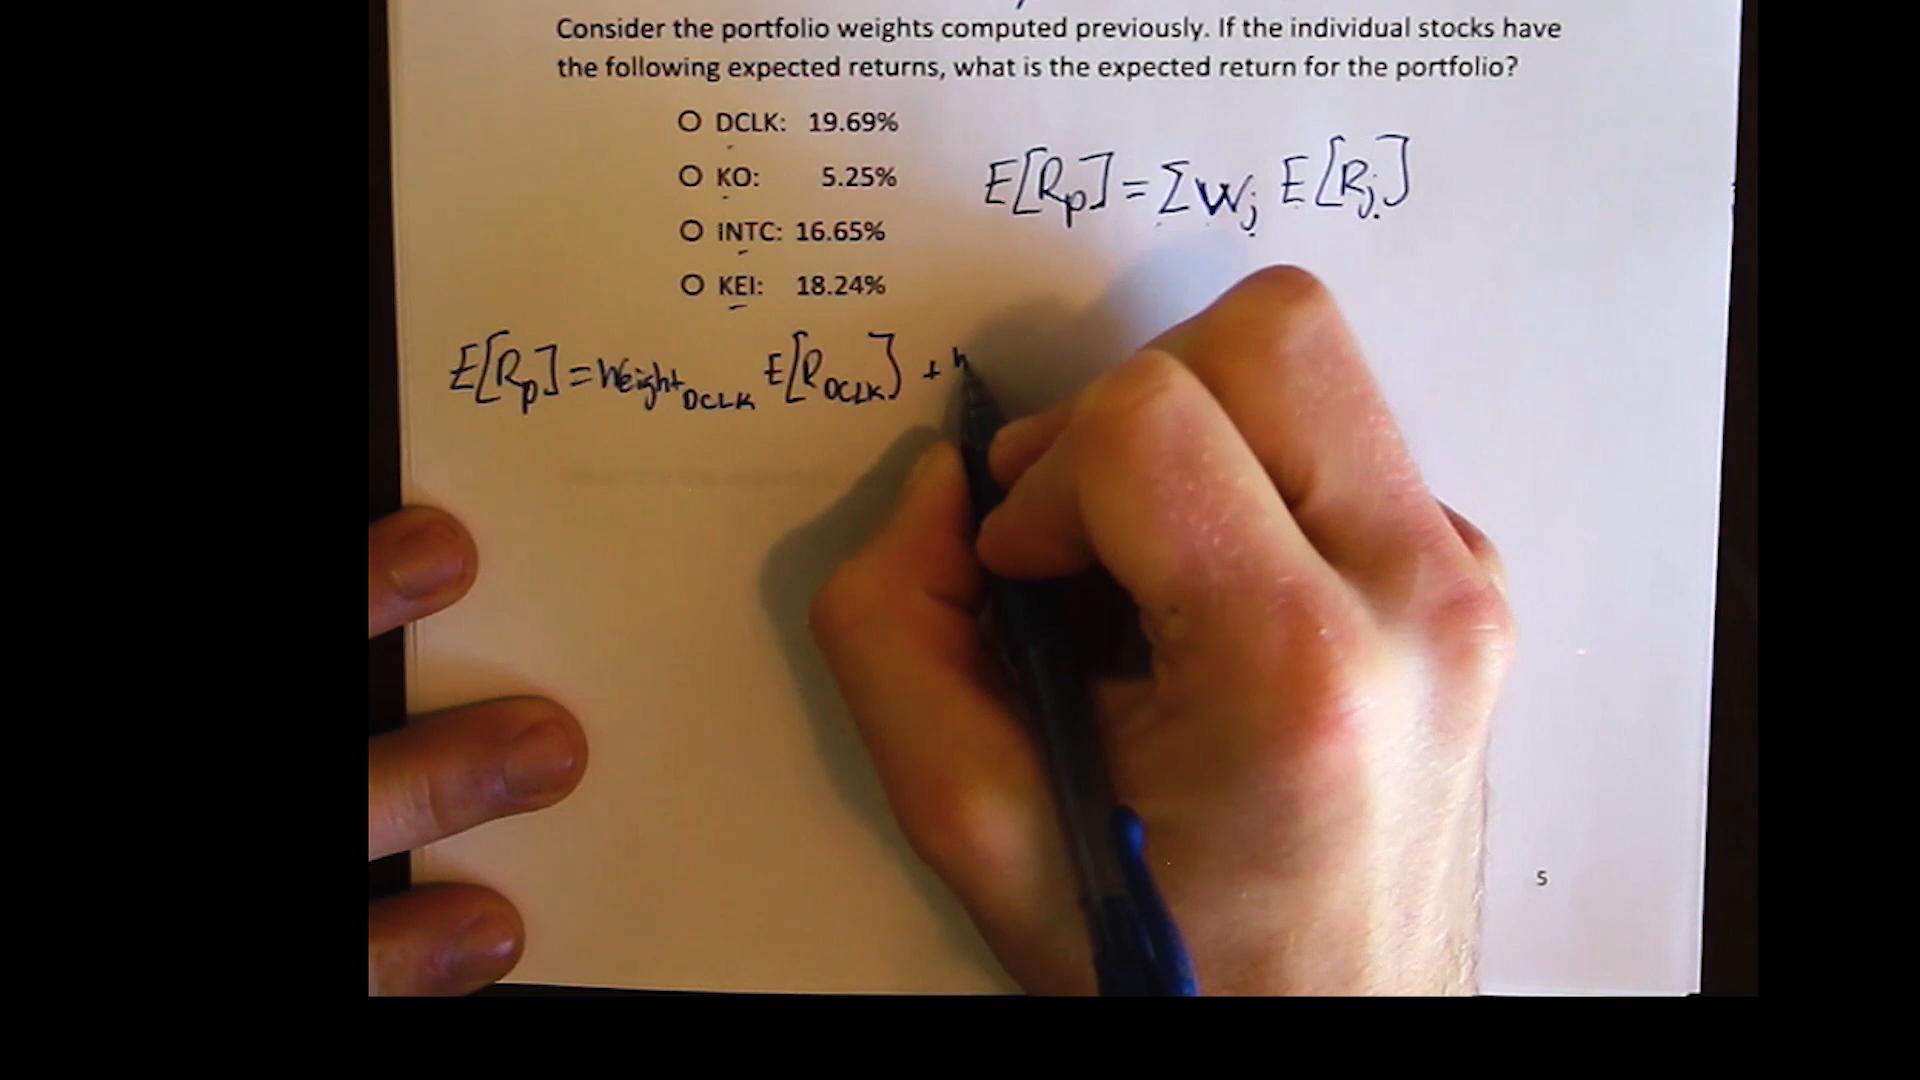 Consider the portfolio weights computed previously. If the individual stocks have
the following expected returns, what is the expected return for the portfolio?
O DCLK: 19.69%
O KO: 5.25%
O INTC: 16.65%
O KEI: 18.24%
E[Rp] = Σ Wj E[Rj]
E[Rp] = Weight DCLK E[R DCLK] +
5